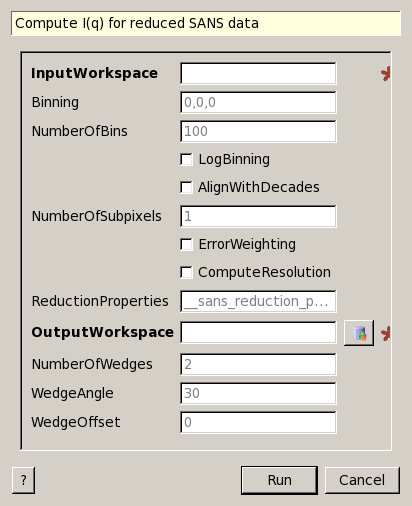 Compute I(q) for reduced SANS data
InputWorkspace
Binning 0,0,0
NumberOfBins 100
LogBinning
AlignWithDecades
NumberOfSubpixels 1
ErrorWeighting
ComputeResolution
ReductionProperties __sans_reduction_p...
OutputWorkspace
NumberOfWedges 2
WedgeAngle 30
WedgeOffset 0
? Run Cancel